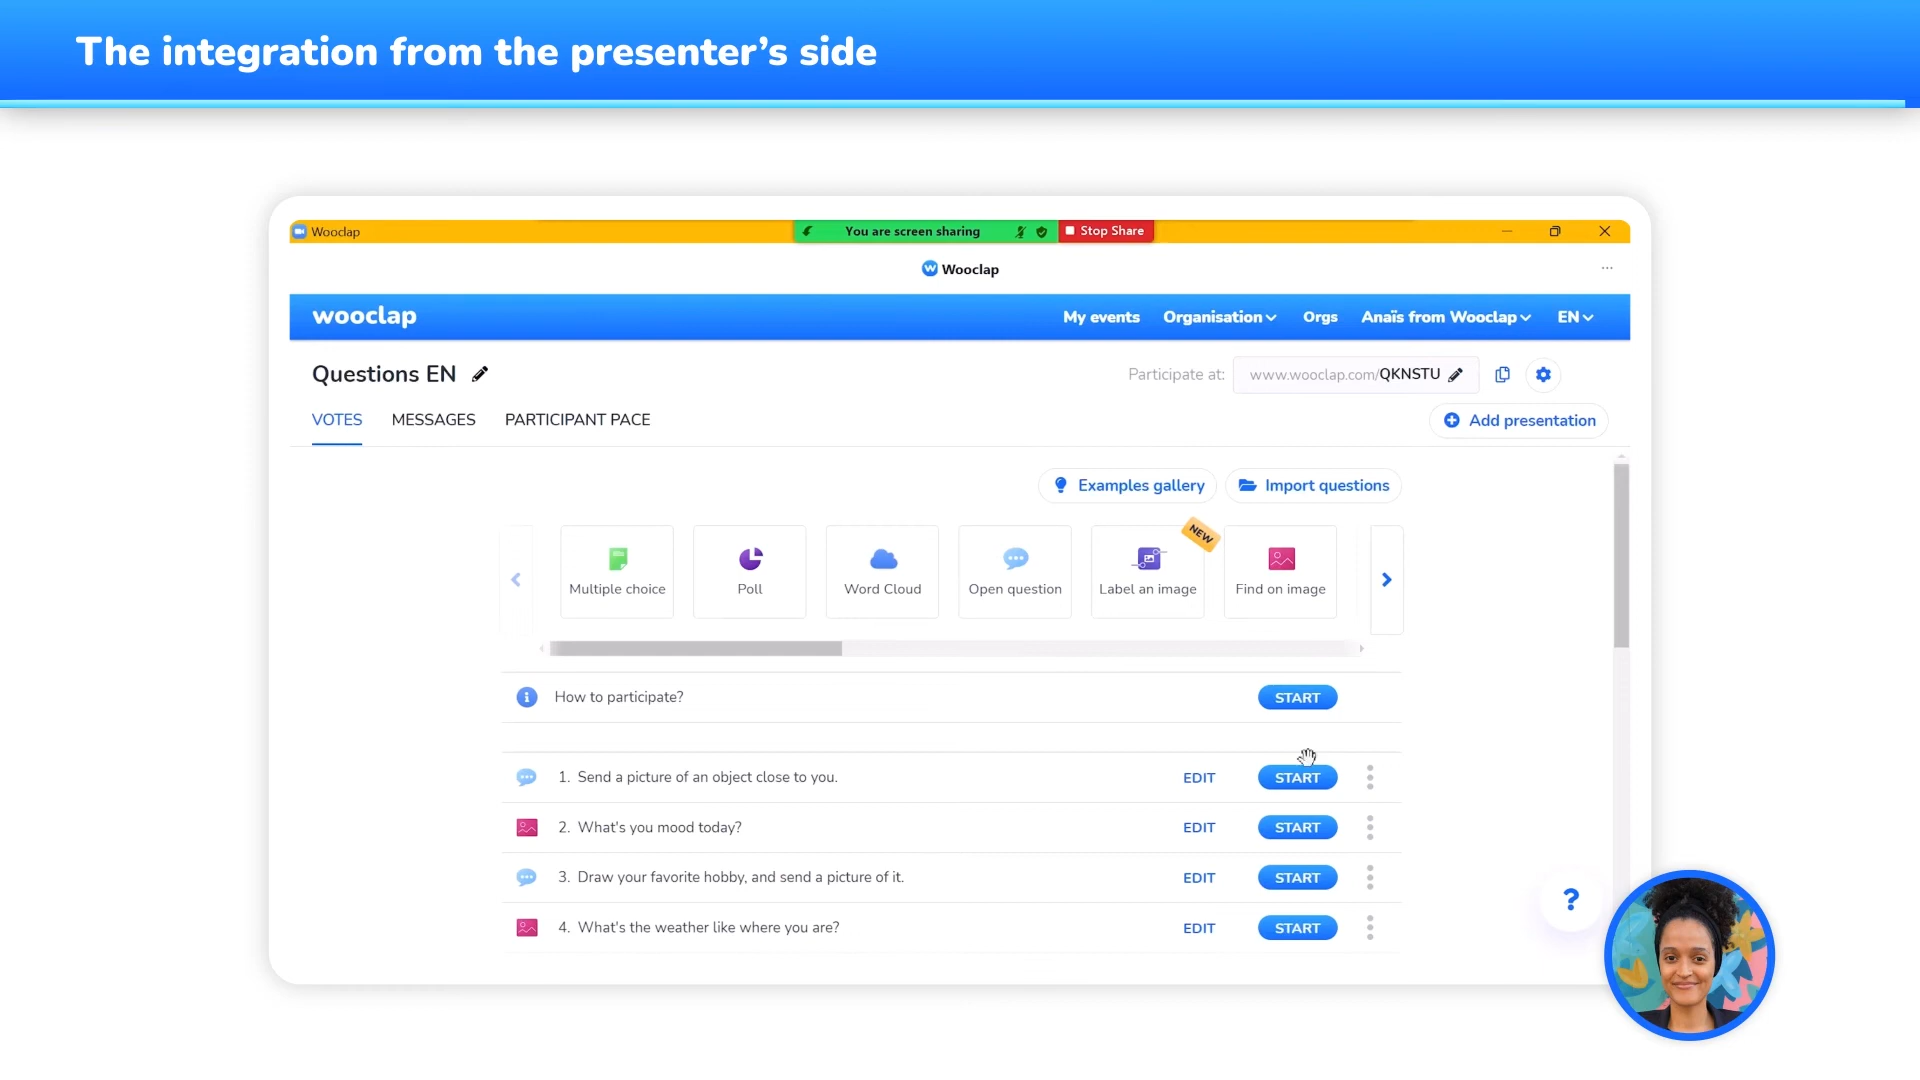 The integration from the presenter’s side
Wooclap
You are screen sharing
Stop Share
Wooclap
wooclap
My events
Organisation
Orgs
Anaïs from Wooclap
EN
Questions EN
Participate at:
www.wooclap.com/QKNSTU
VOTES
MESSAGES
PARTICIPANT PACE
Add presentation
Examples gallery
Import questions
Multiple choice
Poll
Word Cloud
Open question
NEW
Label an image
Find on image
How to participate?
START
1. Send a picture of an object close to you.
EDIT
START
2. What's you mood today?
EDIT
START
3. Draw your favorite hobby, and send a picture of it.
EDIT
START
4. What's the weather like where you are?
EDIT
START
?